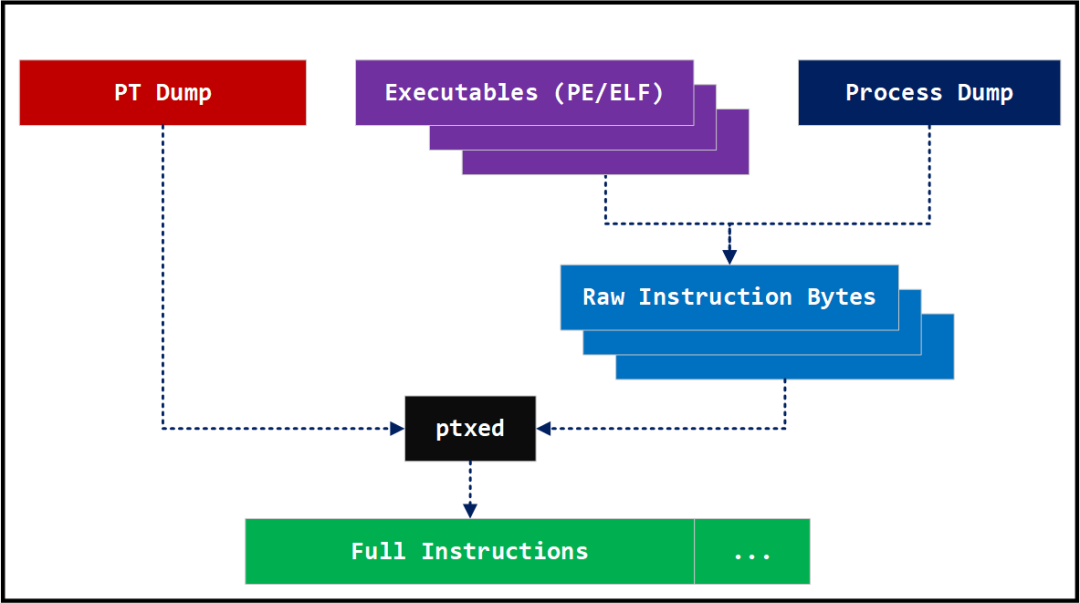 PT Dump
Executables (PE/ELF)
Process Dump
Raw Instruction Bytes
ptxed
Full Instructions
...